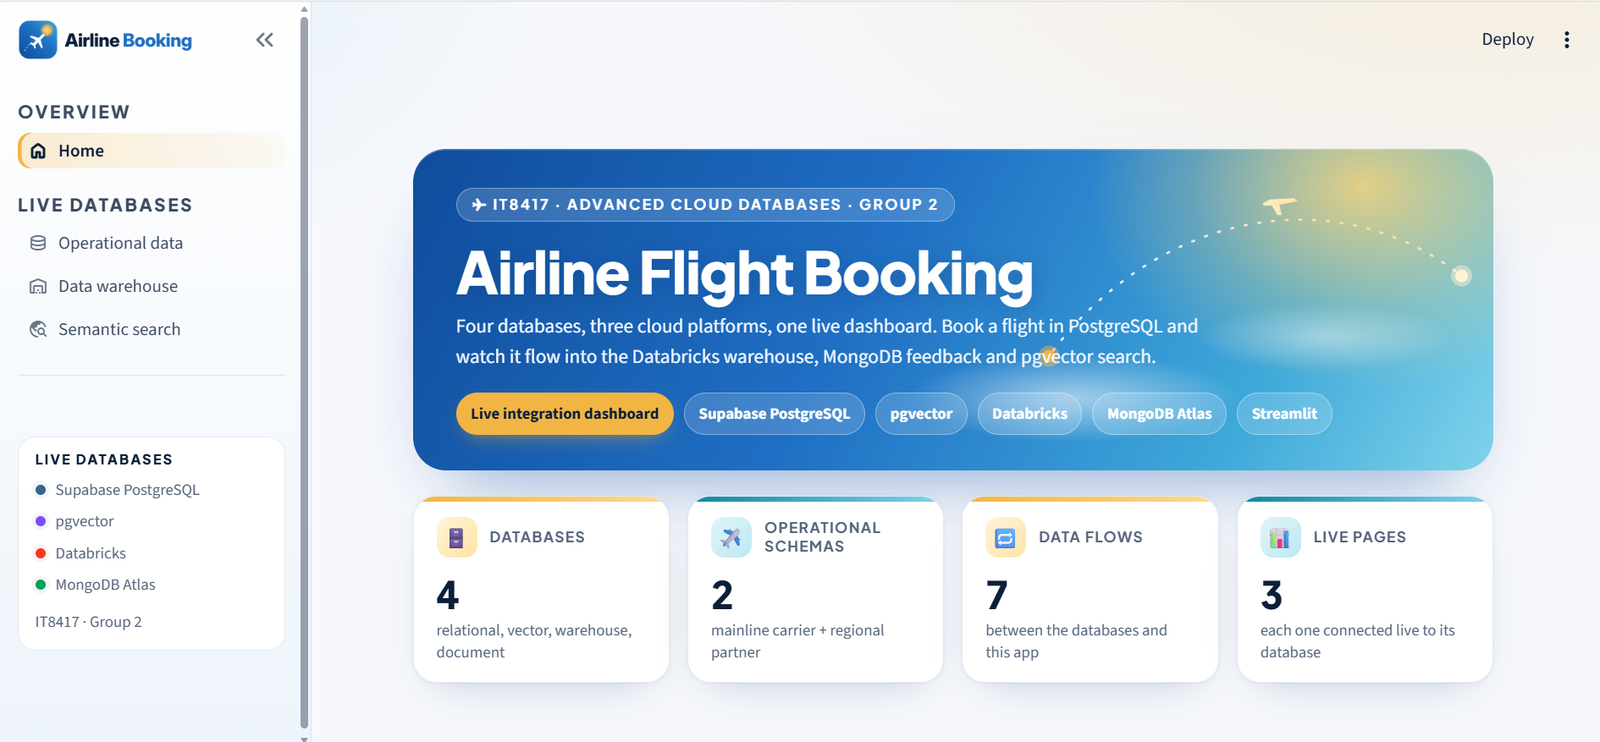 Airline Booking
Deploy
OVERVIEW
Home
LIVE DATABASES
Operational data
Data warehouse
Semantic search
LIVE DATABASES
Supabase PostgreSQL
pgvector
Databricks
MongoDB Atlas
IT8417 · Group 2
✈ IT8417 · ADVANCED CLOUD DATABASES · GROUP 2
Airline Flight Booking
Four databases, three cloud platforms, one live dashboard. Book a flight in PostgreSQL and
watch it flow into the Databricks warehouse, MongoDB feedback and pgvector search.
Live integration dashboard
Supabase PostgreSQL
pgvector
Databricks
MongoDB Atlas
Streamlit
DATABASES
4
relational, vector, warehouse,
document
OPERATIONAL
SCHEMAS
2
mainline carrier + regional
partner
DATA FLOWS
7
between the databases and
this app
LIVE PAGES
3
each one connected live to its
database